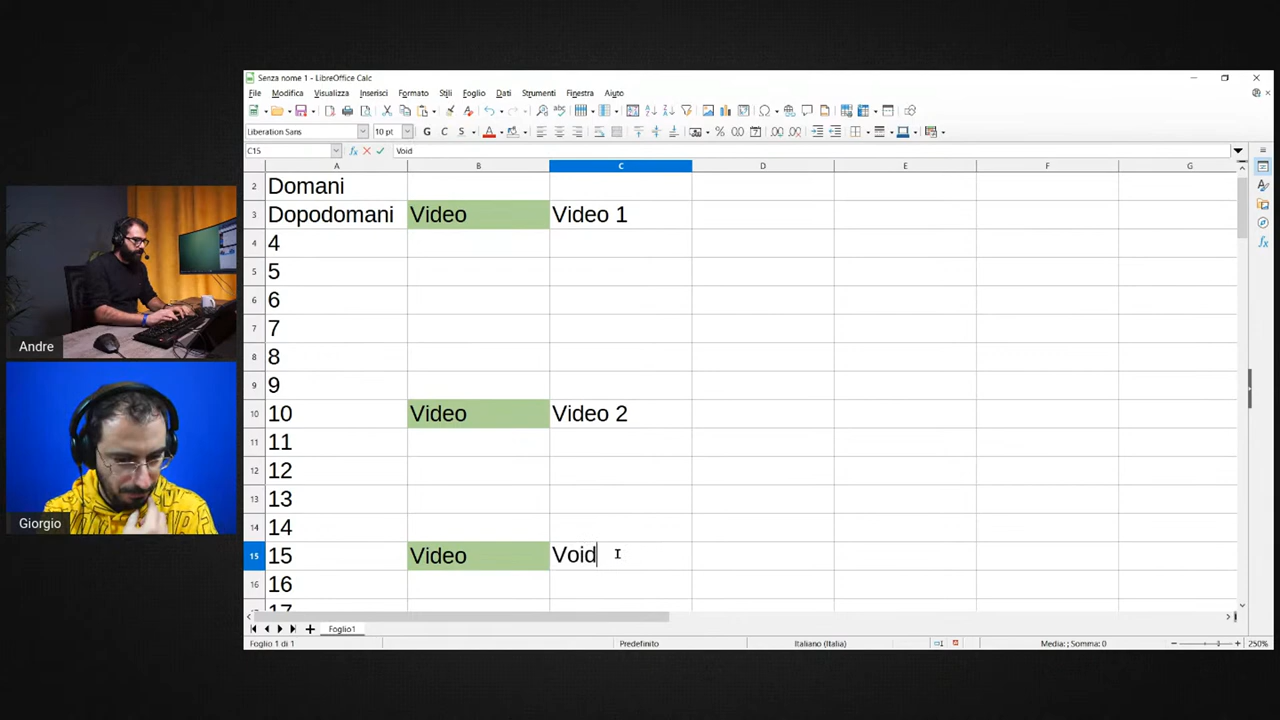 Senza nome 1 - LibreOffice Calc
File Modifica Visualizza Inserisci Formato Stili Foglio Dati Strumenti Finestra Aiuto
Liberation Sans 10 pt G C S
C15 Void
A B C D E F G
2 Domani
3 Dopodomani Video Video 1
4 4
5 5
6 6
7 7
8 8
9 9
10 10 Video Video 2
11 11
12 12
13 13
14 14
15 15 Video Void
16 16
17
Foglio1
Foglio 1 di 1 Predefinito Italiano (Italia) Media: ; Somma: 0 250%
Andre
Giorgio